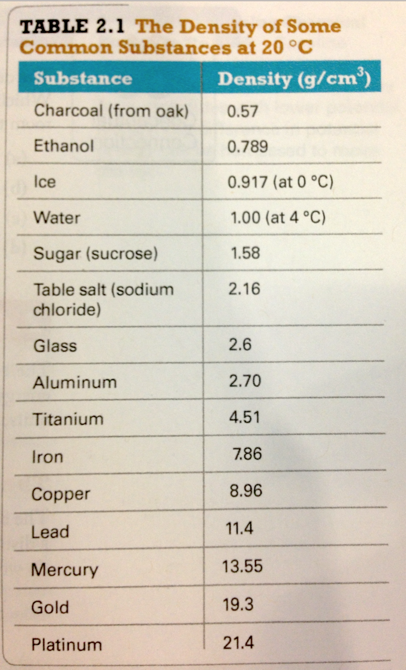 TABLE 2.1 The Density of Some
Common Substances at 20 °C
Substance Density (g/cm³)
Charcoal (from oak) 0.57
Ethanol 0.789
Ice 0.917 (at 0 °C)
Water 1.00 (at 4 °C)
Sugar (sucrose) 1.58
Table salt (sodium 2.16
chloride)
Glass 2.6
Aluminum 2.70
Titanium 4.51
Iron 7.86
Copper 8.96
Lead 11.4
Mercury 13.55
Gold 19.3
Platinum 21.4